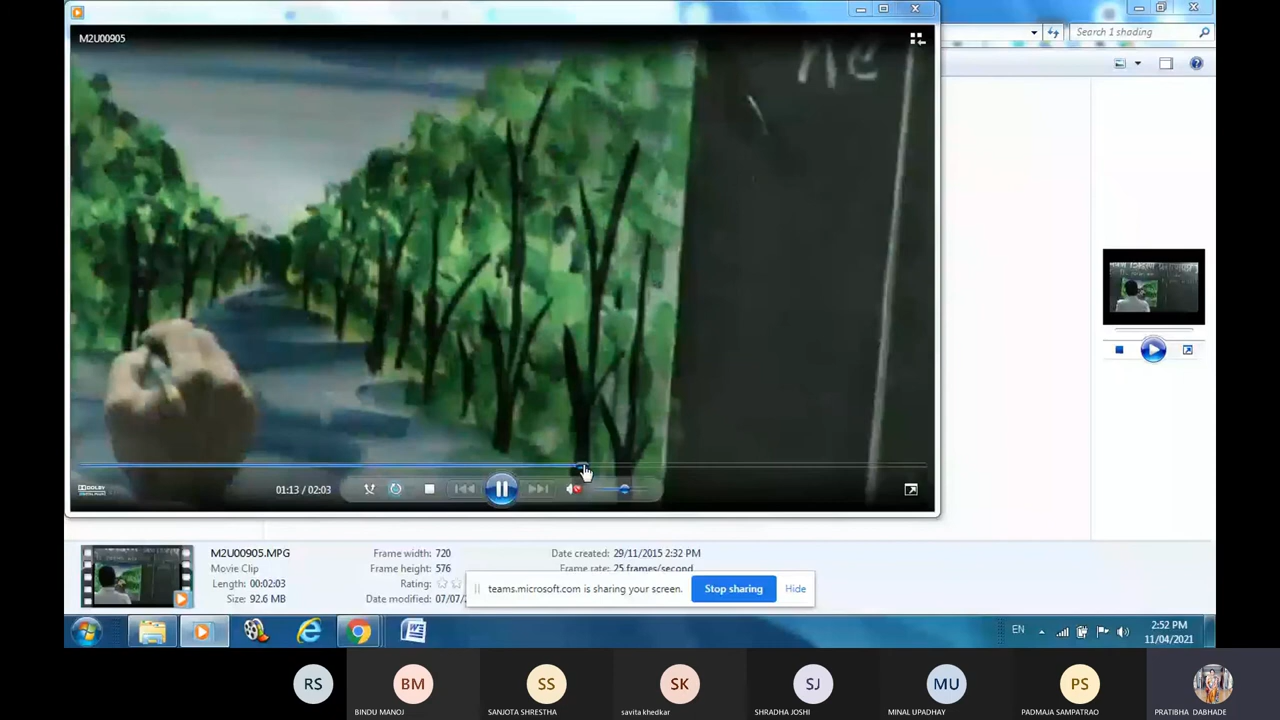 M2U00905
ne
Search 1 shading
DOLBY
01:13 / 02:03
M2U00905.MPG
Movie Clip
Length: 00:02:03
Size: 92.6 MB
Frame width: 720
Frame height: 576
Rating:
Date modified: 07/07/
Date created: 29/11/2015 2:32 PM
Frame rate: 25 frames/second
teams.microsoft.com is sharing your screen.
Stop sharing
Hide
EN
2:52 PM
11/04/2021
RS
BM
SS
SK
SJ
MU
PS
BINDU MANOJ
SANJOTA SHRESTHA
savita khedkar
SHRADHA JOSHI
MINAL UPADHAY
PADMAJA SAMPATRAO
PRATIBHA DABHADE